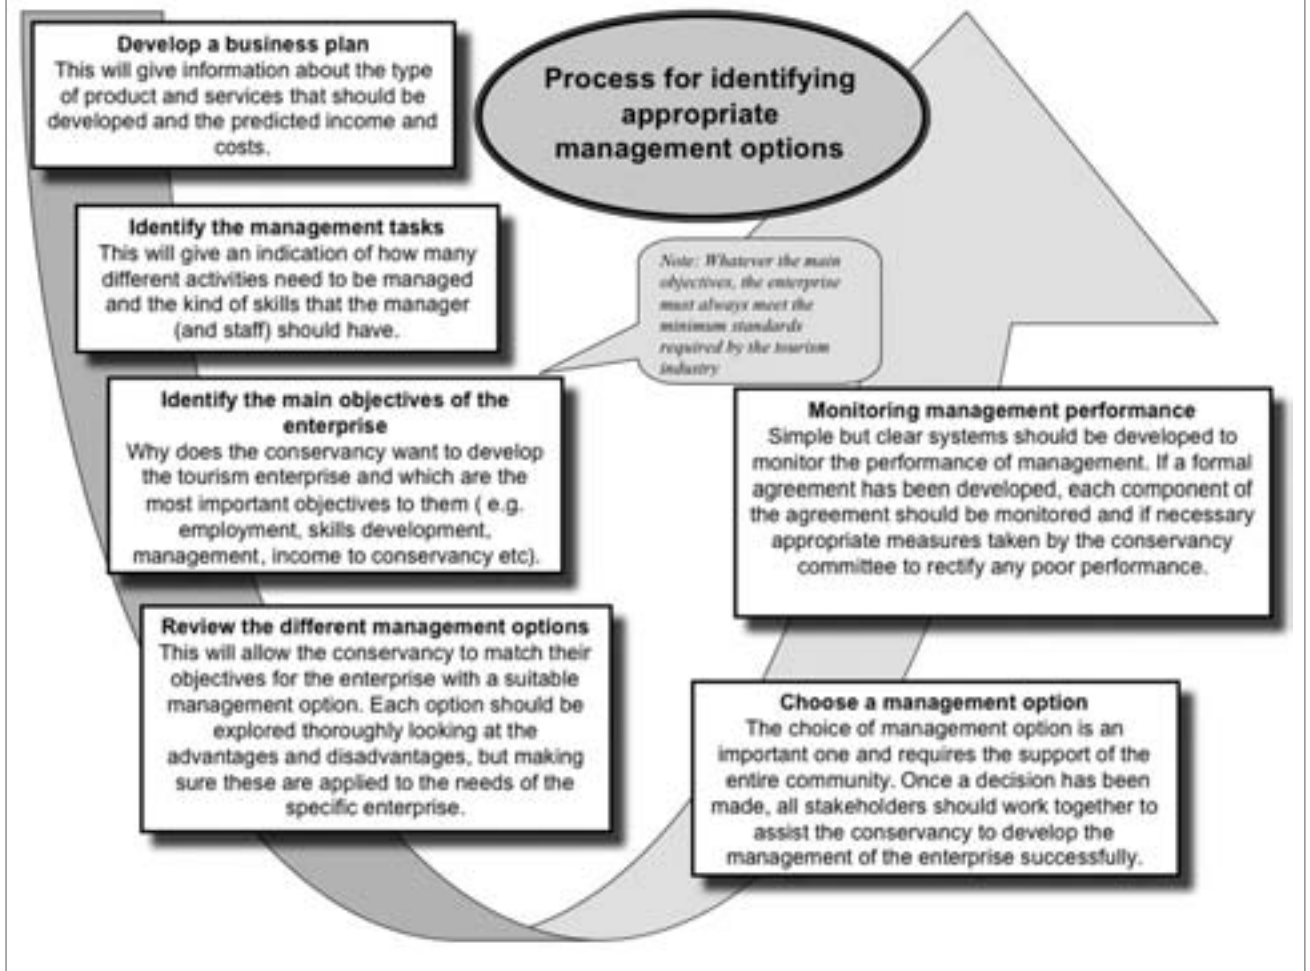 Develop a business plan
This will give information about the type
of product and services that should be
developed and the predicted income and
costs.
Process for identifying
appropriate
management options
Identify the management tasks
This will give an indication of how many
different activities need to be managed
and the kind of skills that the manager
(and staff) should have.
Note: Whatever the main
objectives, the enterprise
must always meet the
minimum standards
required by the tourism
industry
Identify the main objectives of the
enterprise
Why does the conservancy want to develop
the tourism enterprise and which are the
most important objectives to them ( e.g.
employment, skills development,
management, income to conservancy etc).
Review the different management options
This will allow the conservancy to match their
objectives for the enterprise with a suitable
management option. Each option should be
explored thoroughly looking at the
advantages and disadvantages, but making
sure these are applied to the needs of the
specific enterprise.
Choose a management option
The choice of management option is an
important one and requires the support of the
entire community. Once a decision has been
made, all stakeholders should work together to
assist the conservancy to develop the
management of the enterprise successfully.
Monitoring management performance
Simple but clear systems should be developed to
monitor the performance of management. If a formal
agreement has been developed, each component of
the agreement should be monitored and if necessary
appropriate measures taken by the conservancy
committee to rectify any poor performance.